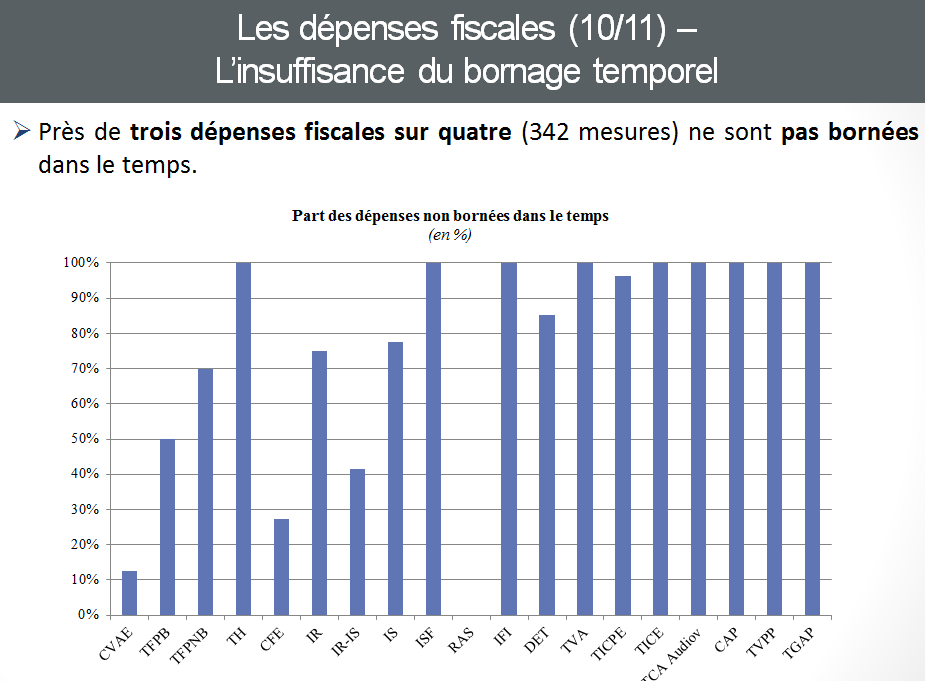 Les dépenses fiscales (10/11) –
L’insuffisance du bornage temporel
Près de trois dépenses fiscales sur quatre (342 mesures) ne sont pas bornées
dans le temps.
Part des dépenses non bornées dans le temps
(en %)
100%
90%
80%
70%
60%
50%
40%
30%
20%
10%
0%
CVAE
TFPB
TFPNB
TH
CFE
IR
IR-IS
IS
ISF
RAS
IFI
DET
TVA
TICPE
TICE
TCA Audiov
CAP
TVPP
TGAP